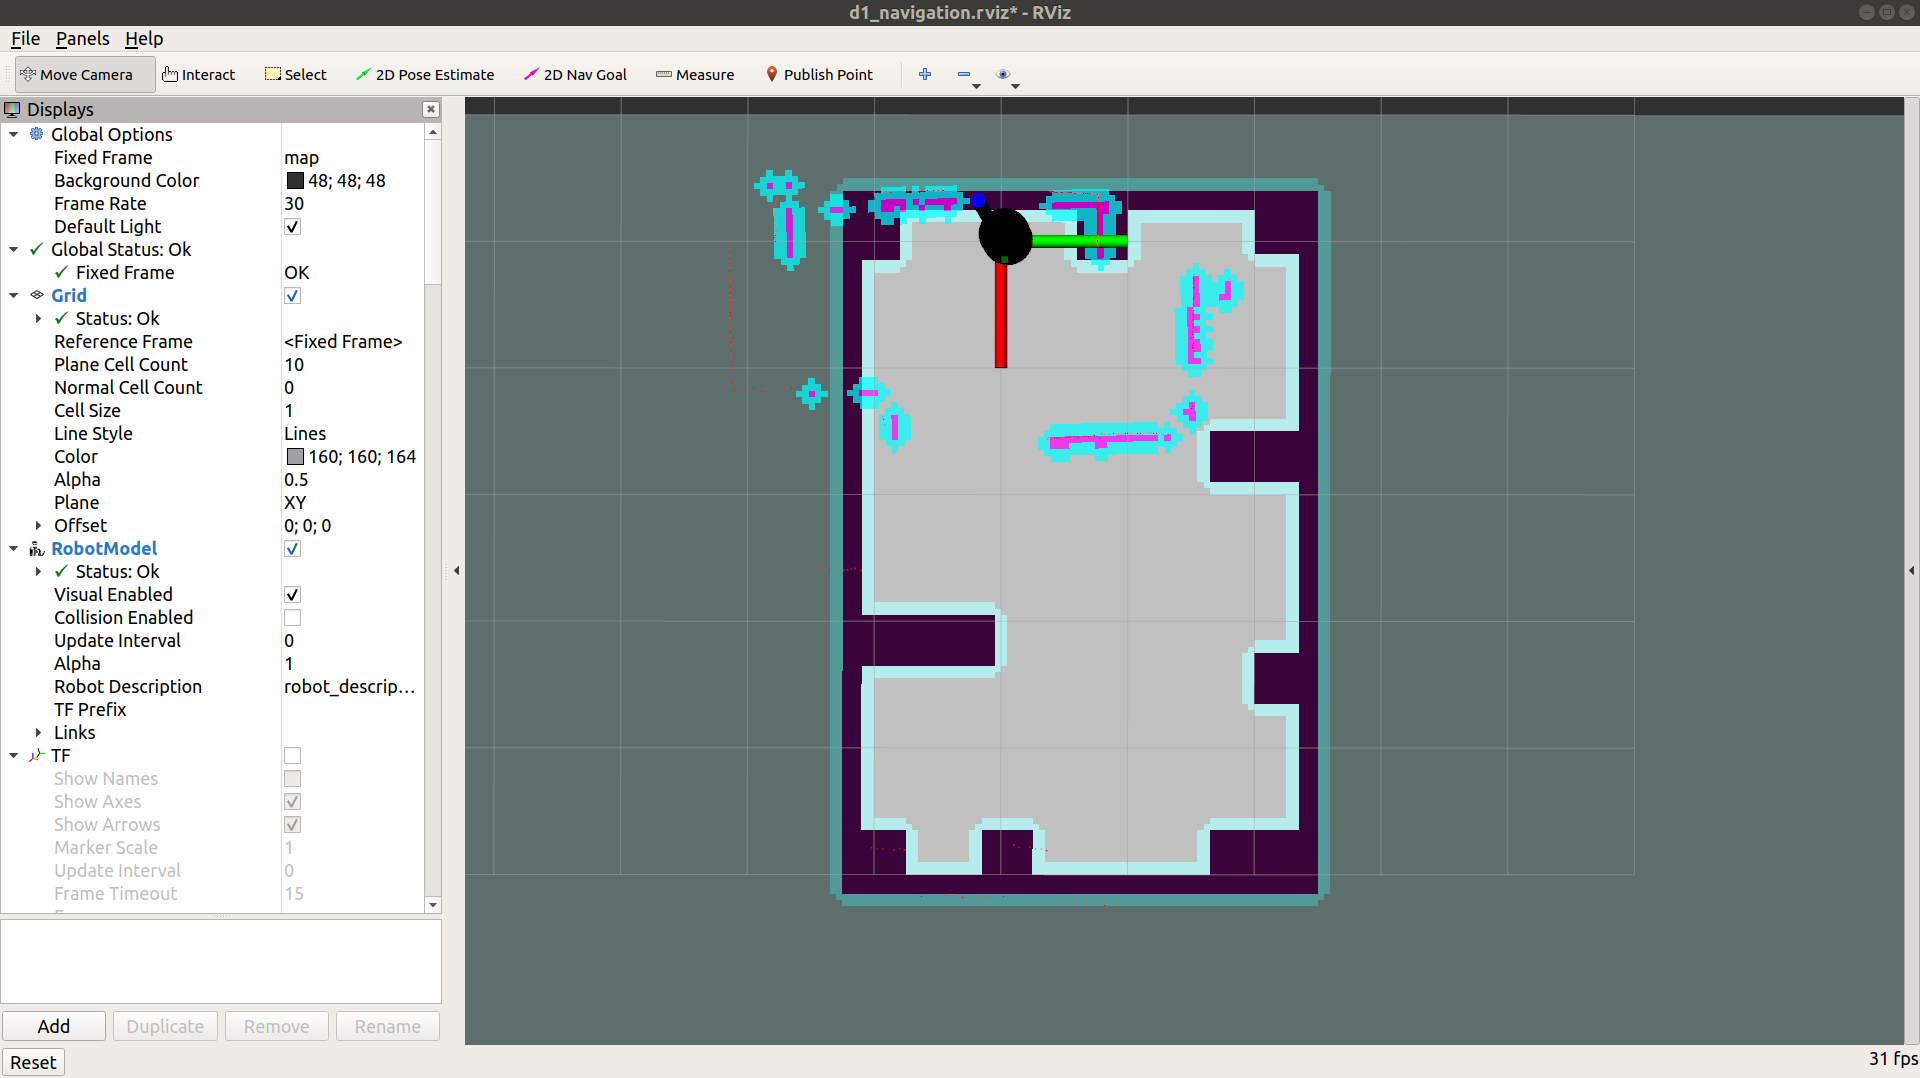 d1_navigation.rviz* - RViz
File Panels Help
Move Camera Interact Select 2D Pose Estimate 2D Nav Goal Measure Publish Point
Displays
Global Options
Fixed Frame map
Background Color 48; 48; 48
Frame Rate 30
Default Light
Global Status: Ok
Fixed Frame OK
Grid
Status: Ok
Reference Frame <Fixed Frame>
Plane Cell Count 10
Normal Cell Count 0
Cell Size 1
Line Style Lines
Color 160; 160; 164
Alpha 0.5
Plane XY
Offset 0; 0; 0
RobotModel
Status: Ok
Visual Enabled
Collision Enabled
Update Interval 0
Alpha 1
Robot Description robot_descrip...
TF Prefix
Links
TF
Show Names
Show Axes
Show Arrows
Marker Scale 1
Update Interval 0
Frame Timeout 15
Add Duplicate Remove Rename
Reset
31 fps